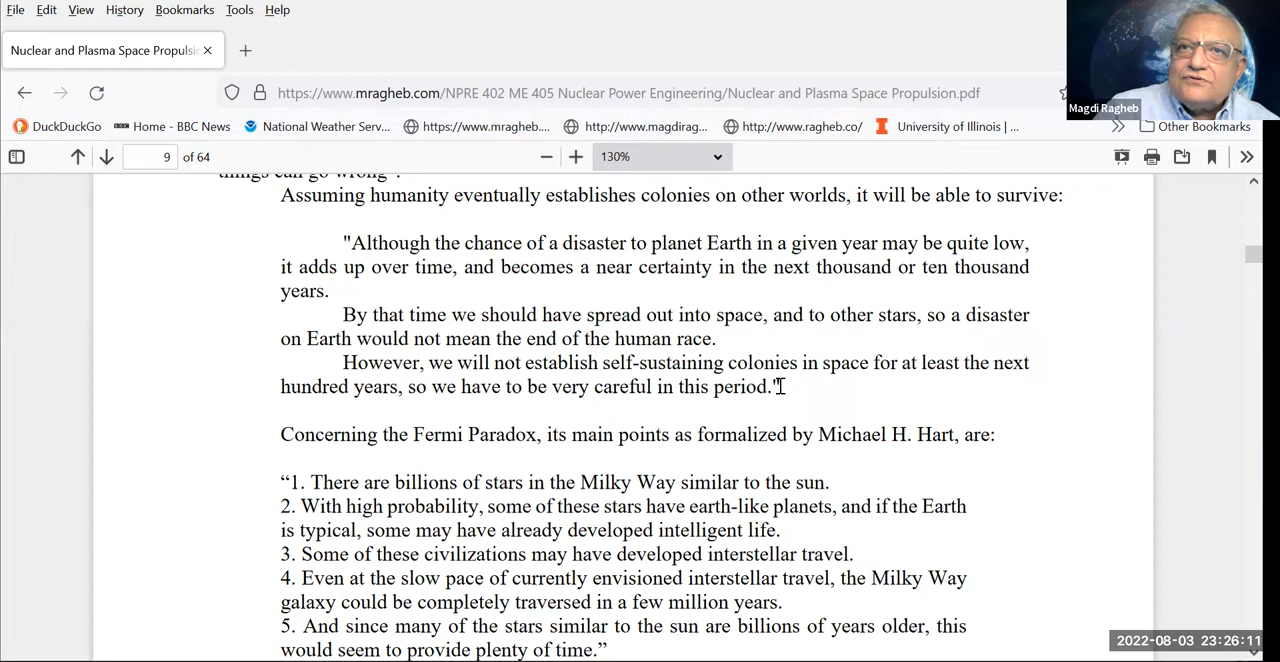 File Edit View History Bookmarks Tools Help
Nuclear and Plasma Space Propulsi
https://www.mragheb.com/NPRE 402 ME 405 Nuclear Power Engineering/Nuclear and Plasma Space Propulsion.pdf
Magdi Ragheb
DuckDuckGo Home - BBC News National Weather Serv... https://www.mragheb.... http://www.magdirag... http://www.ragheb.co/ University of Illinois | ... Other Bookmarks
9 of 64 130%
things can go wrong".
Assuming humanity eventually establishes colonies on other worlds, it will be able to survive:
"Although the chance of a disaster to planet Earth in a given year may be quite low,
it adds up over time, and becomes a near certainty in the next thousand or ten thousand
years.
By that time we should have spread out into space, and to other stars, so a disaster
on Earth would not mean the end of the human race.
However, we will not establish self-sustaining colonies in space for at least the next
hundred years, so we have to be very careful in this period."
Concerning the Fermi Paradox, its main points as formalized by Michael H. Hart, are:
“1. There are billions of stars in the Milky Way similar to the sun.
2. With high probability, some of these stars have earth-like planets, and if the Earth
is typical, some may have already developed intelligent life.
3. Some of these civilizations may have developed interstellar travel.
4. Even at the slow pace of currently envisioned interstellar travel, the Milky Way
galaxy could be completely traversed in a few million years.
5. And since many of the stars similar to the sun are billions of years older, this
would seem to provide plenty of time.”
2022-08-03 23:26:11